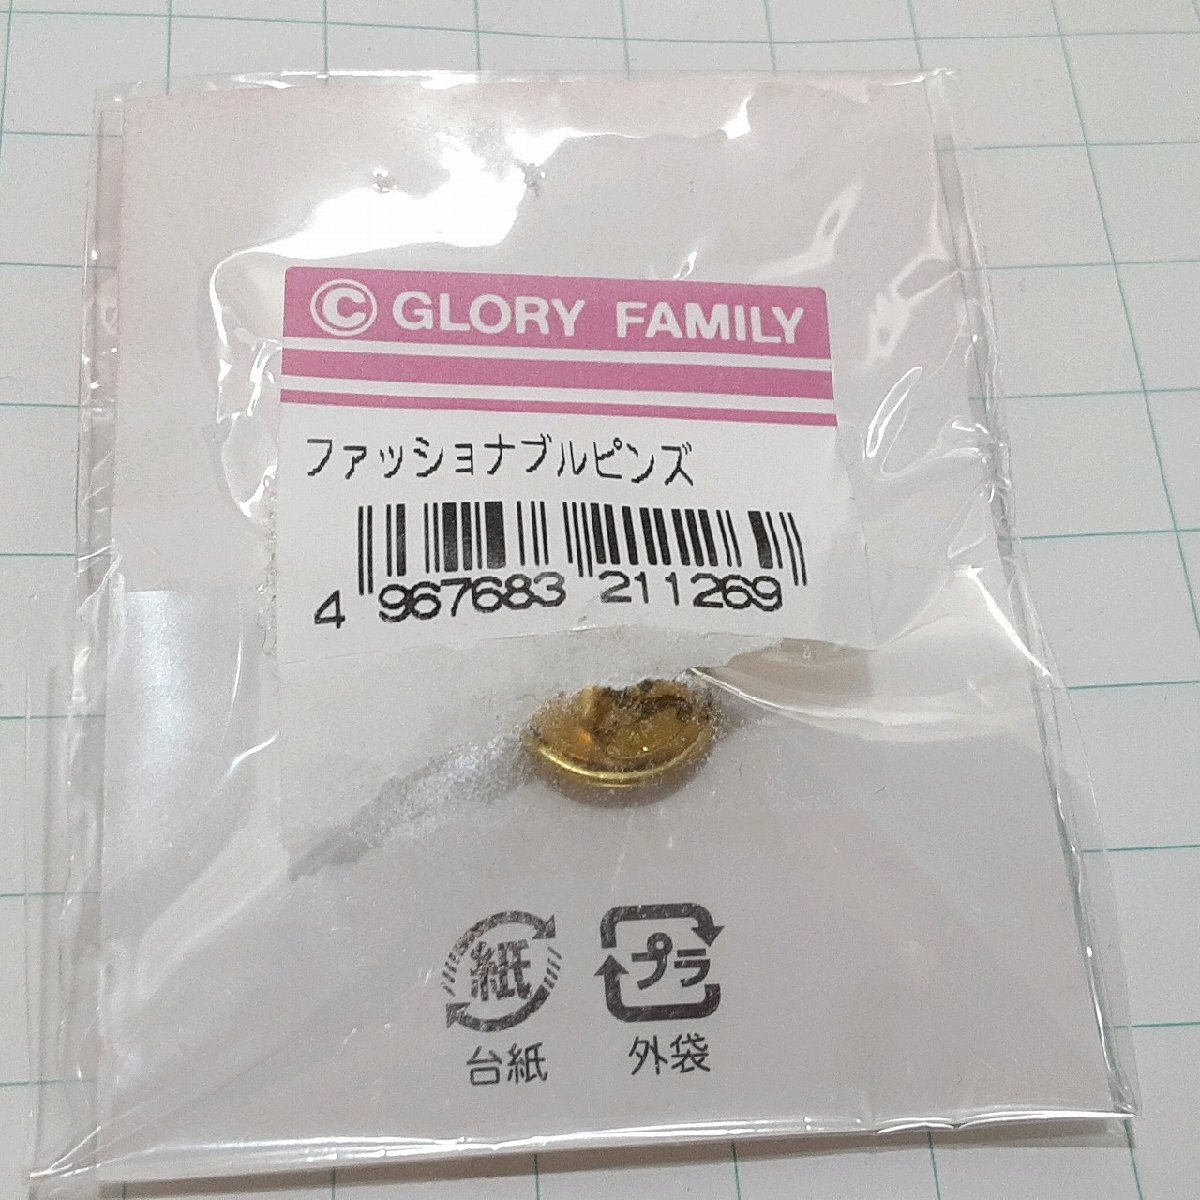 © GLORY FAMILY
ファッショナブルピンズ
4 967683 211269
紙 プラ
台紙 外袋